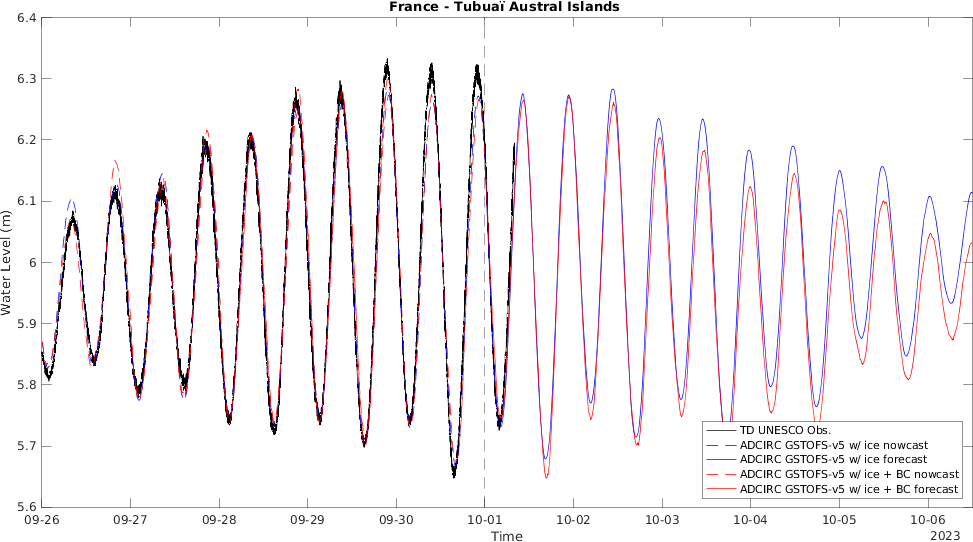 France - Tubuaï Austral Islands
Water Level (m)
6.4
6.3
6.2
6.1
6
5.9
5.8
5.7
5.6
TD UNESCO Obs.
ADCIRC GSTOFS-v5 w/ ice nowcast
ADCIRC GSTOFS-v5 w/ ice forecast
ADCIRC GSTOFS-v5 w/ ice + BC nowcast
ADCIRC GSTOFS-v5 w/ ice + BC forecast
09-26 09-27 09-28 09-29 09-30 10-01 10-02 10-03 10-04 10-05 10-06
Time
2023